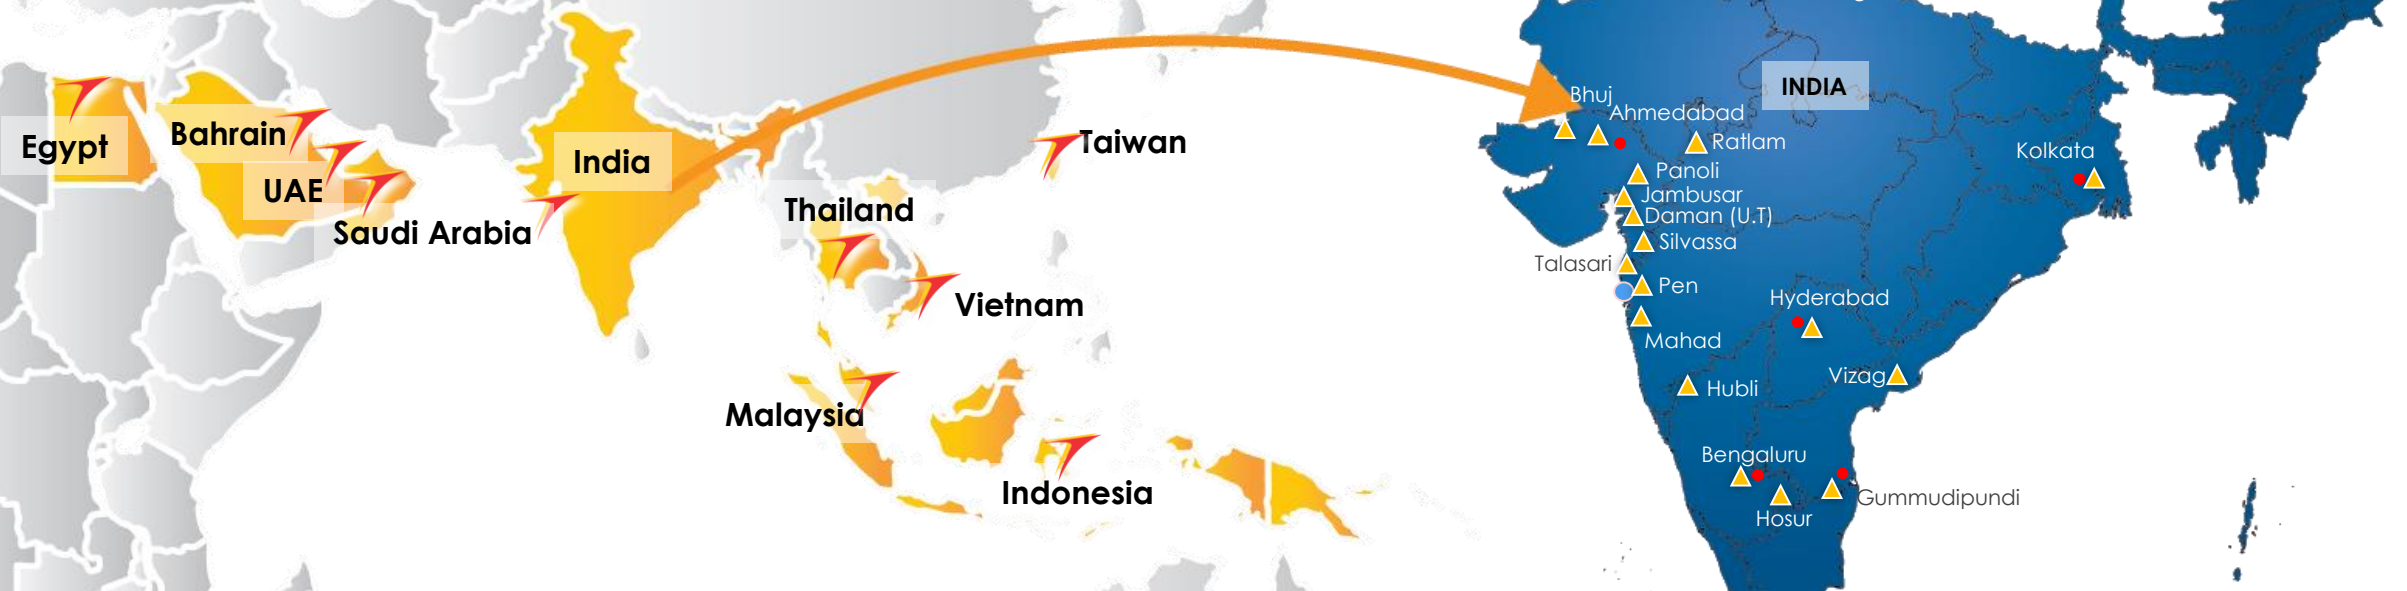 Egypt
Bahrain
UAE
Saudi Arabia
India
Thailand
Taiwan
Vietnam
Malaysia
Indonesia
INDIA
Bhuj
Ahmedabad
Ratlam
Panoli
Jambusar
Daman (U.T)
Silvassa
Talasari
Pen
Mahad
Kolkata
Hyderabad
Vizag
Hubli
Bengaluru
Gummudipundi
Hosur